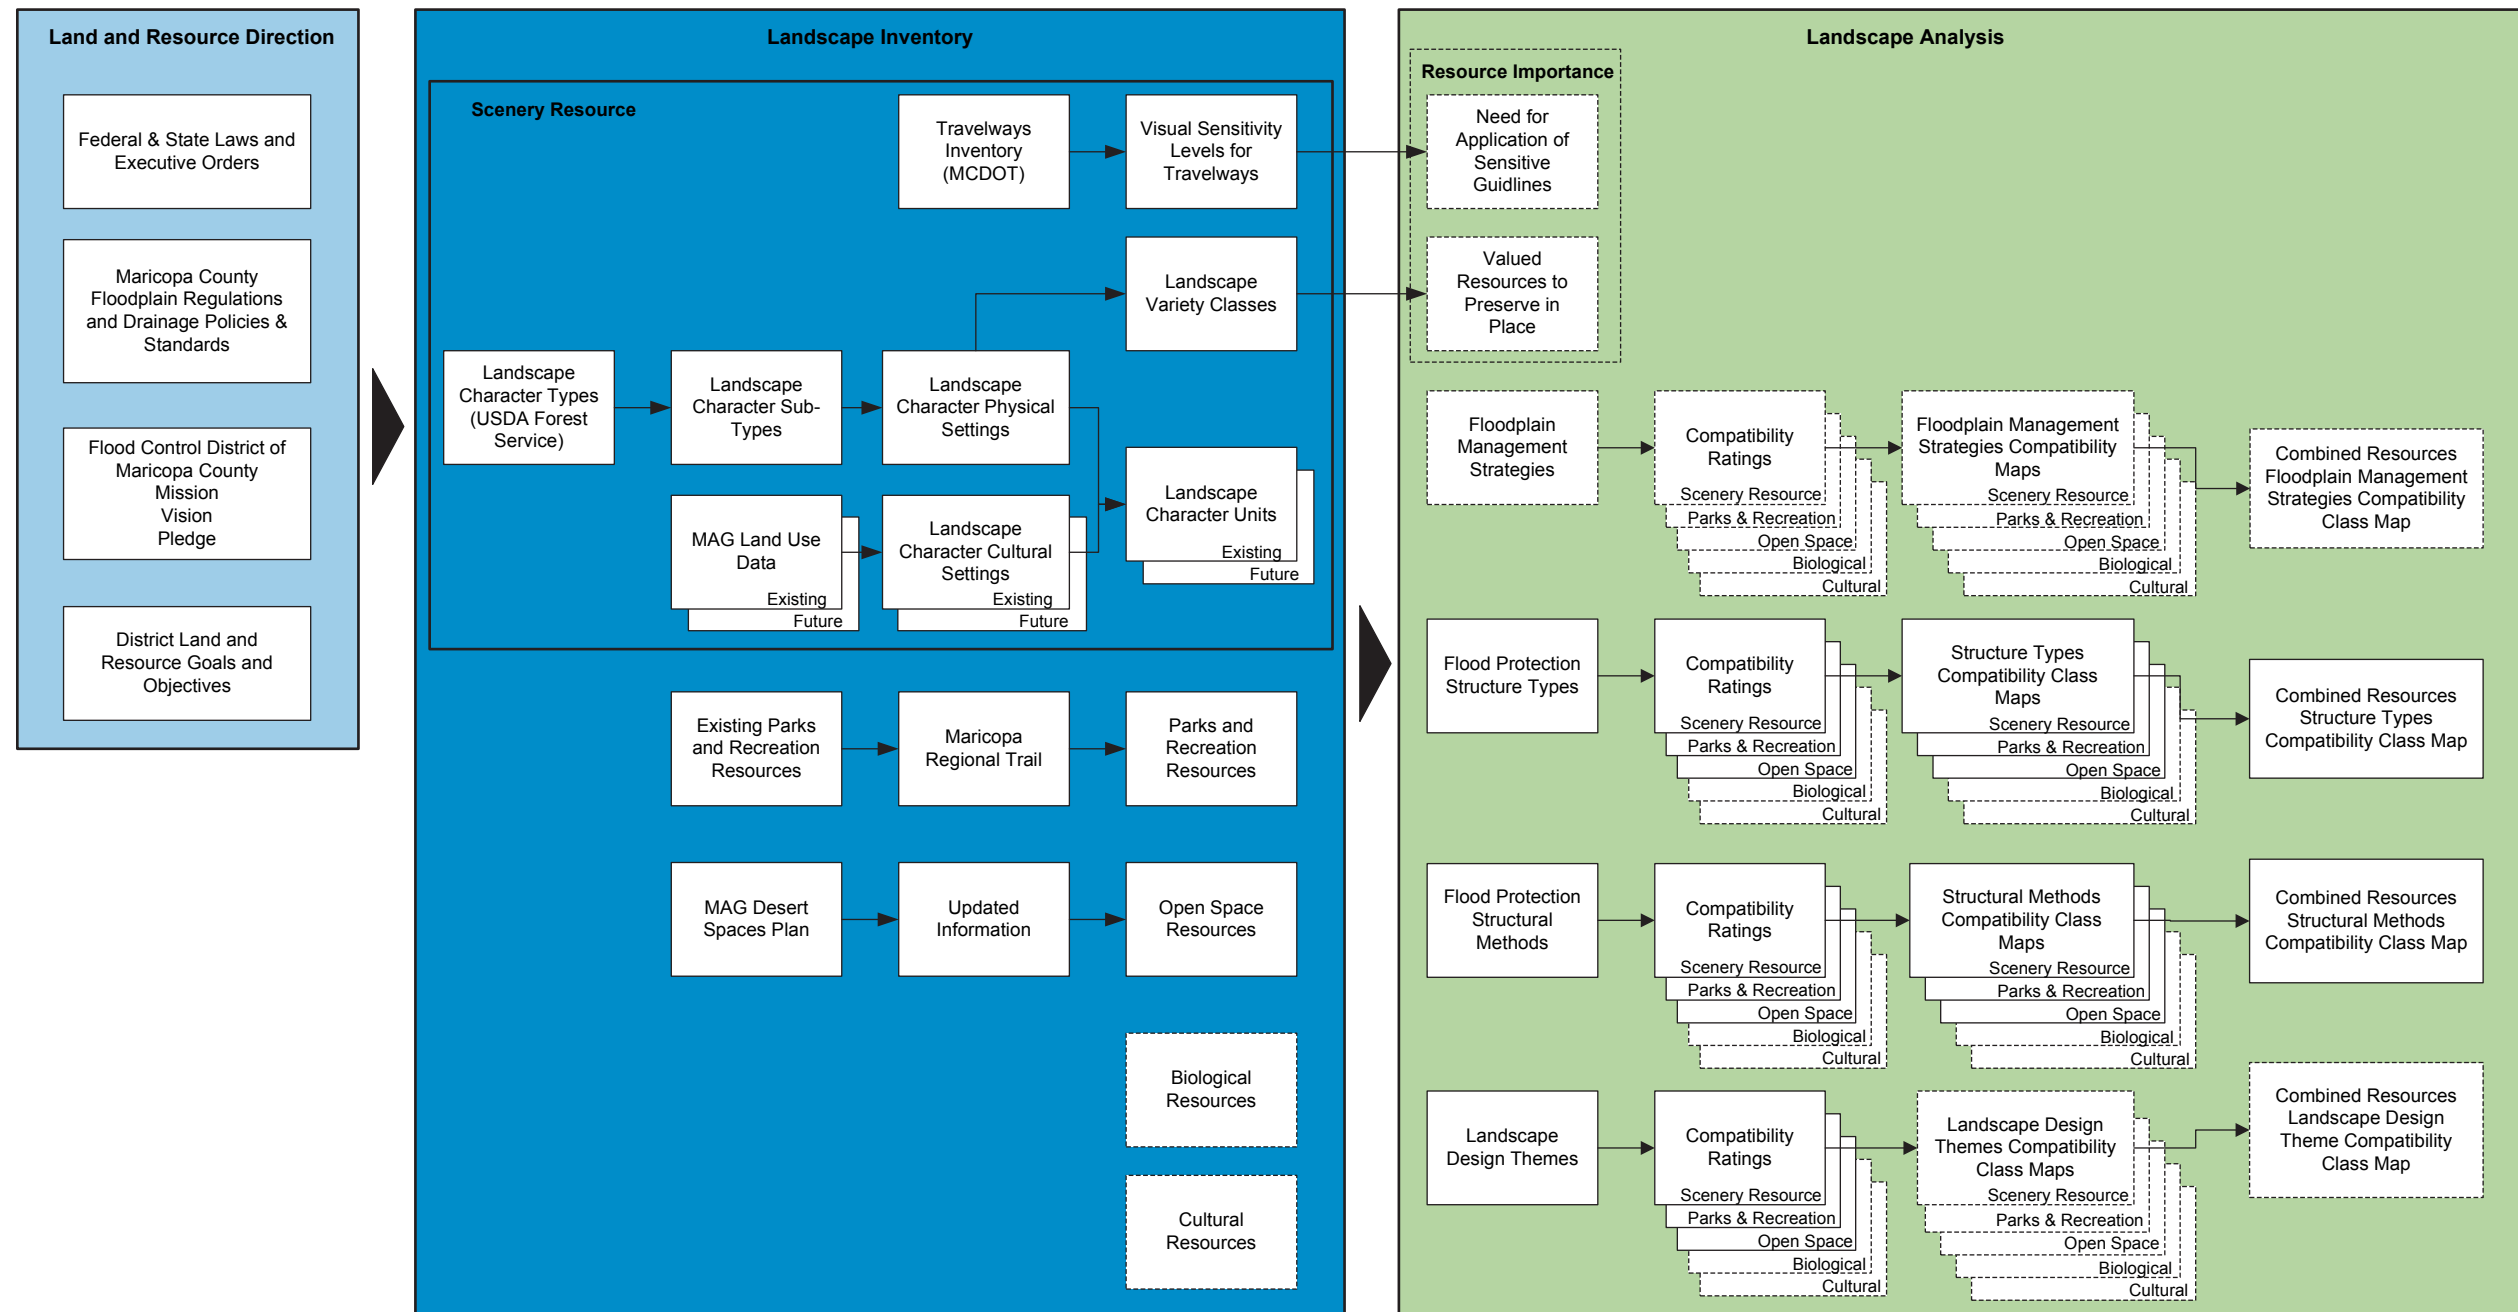 Land and Resource Direction
Federal & State Laws and
Executive Orders
Maricopa County
Floodplain Regulations
and Drainage Policies &
Standards
Flood Control District of
Maricopa County
Mission
Vision
Pledge
District Land and
Resource Goals and
Objectives
Landscape Inventory
Scenery Resource
Travelways
Inventory
(MCDOT)
Visual Sensitivity
Levels for
Travelways
Landscape
Variety Classes
Landscape
Character Types
(USDA Forest
Service)
Landscape
Character Sub-
Types
Landscape
Character Physical
Settings
MAG Land Use
Data
Existing
Future
Landscape
Character Cultural
Settings
Existing
Future
Landscape
Character Units
Existing
Future
Existing Parks
and Recreation
Resources
Maricopa
Regional Trail
Parks and
Recreation
Resources
MAG Desert
Spaces Plan
Updated
Information
Open Space
Resources
Biological
Resources
Cultural
Resources
Landscape Analysis
Resource Importance
Need for
Application of
Sensitive
Guidlines
Valued
Resources to
Preserve in
Place
Floodplain
Management
Strategies
Compatibility
Ratings
Scenery Resource
Parks & Recreation
Open Space
Biological
Cultural
Floodplain Management
Strategies Compatibility
Maps
Scenery Resource
Parks & Recreation
Open Space
Biological
Cultural
Combined Resources
Floodplain Management
Strategies Compatibility
Class Map
Flood Protection
Structure Types
Compatibility
Ratings
Scenery Resource
Parks & Recreation
Open Space
Biological
Cultural
Structure Types
Compatibility Class
Maps
Scenery Resource
Parks & Recreation
Open Space
Biological
Cultural
Combined Resources
Structure Types
Compatibility Class Map
Flood Protection
Structural
Methods
Compatibility
Ratings
Scenery Resource
Parks & Recreation
Open Space
Biological
Cultural
Structural Methods
Compatibility Class
Maps
Scenery Resource
Parks & Recreation
Open Space
Biological
Cultural
Combined Resources
Structural Methods
Compatibility Class Map
Landscape
Design Themes
Compatibility
Ratings
Scenery Resource
Parks & Recreation
Open Space
Biological
Cultural
Landscape Design
Themes Compatibility
Class Maps
Scenery Resource
Parks & Recreation
Open Space
Biological
Cultural
Combined Resources
Landscape Design
Theme Compatibility
Class Map